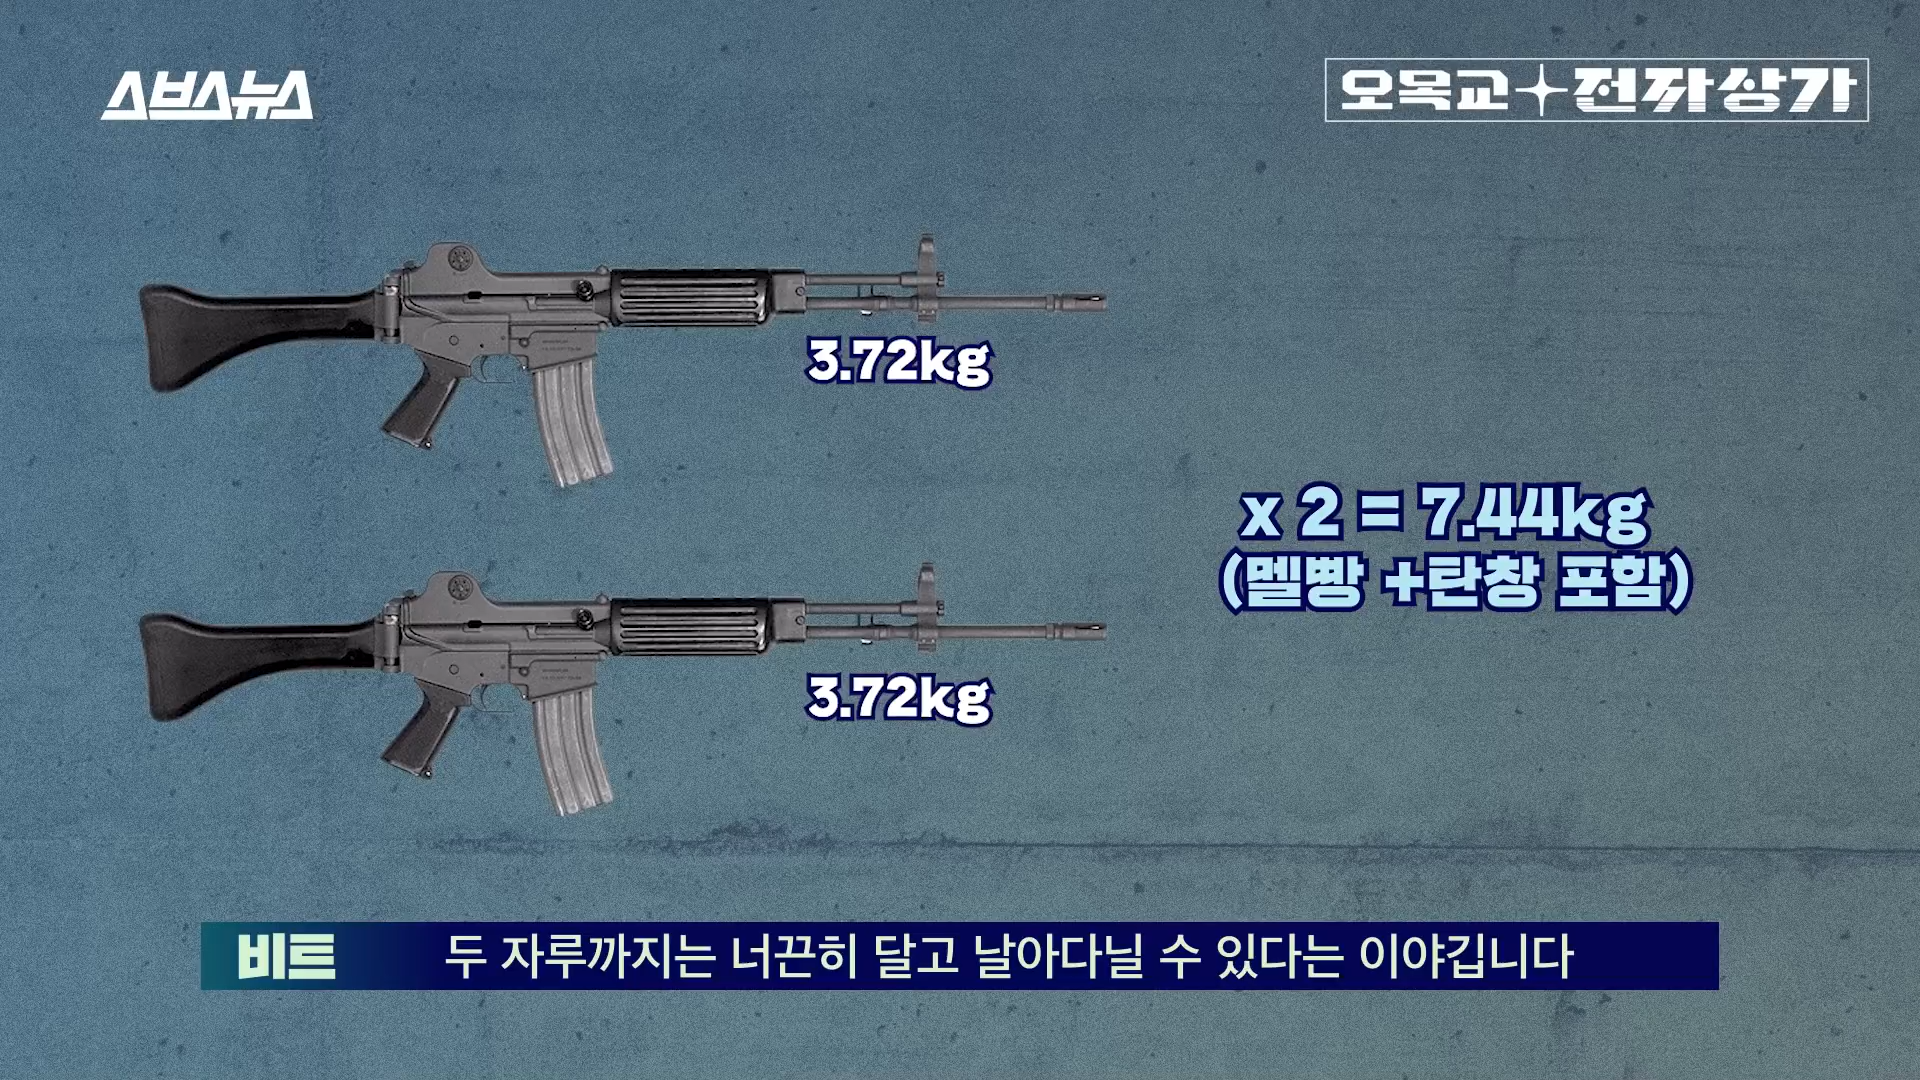 스브스뉴스
오목교 전자상가
3.72kg
x 2 = 7.44kg
(멜빵 +탄창 포함)
3.72kg
비트 두 자루까지는 너끈히 달고 날아다닐 수 있다는 이야깁니다